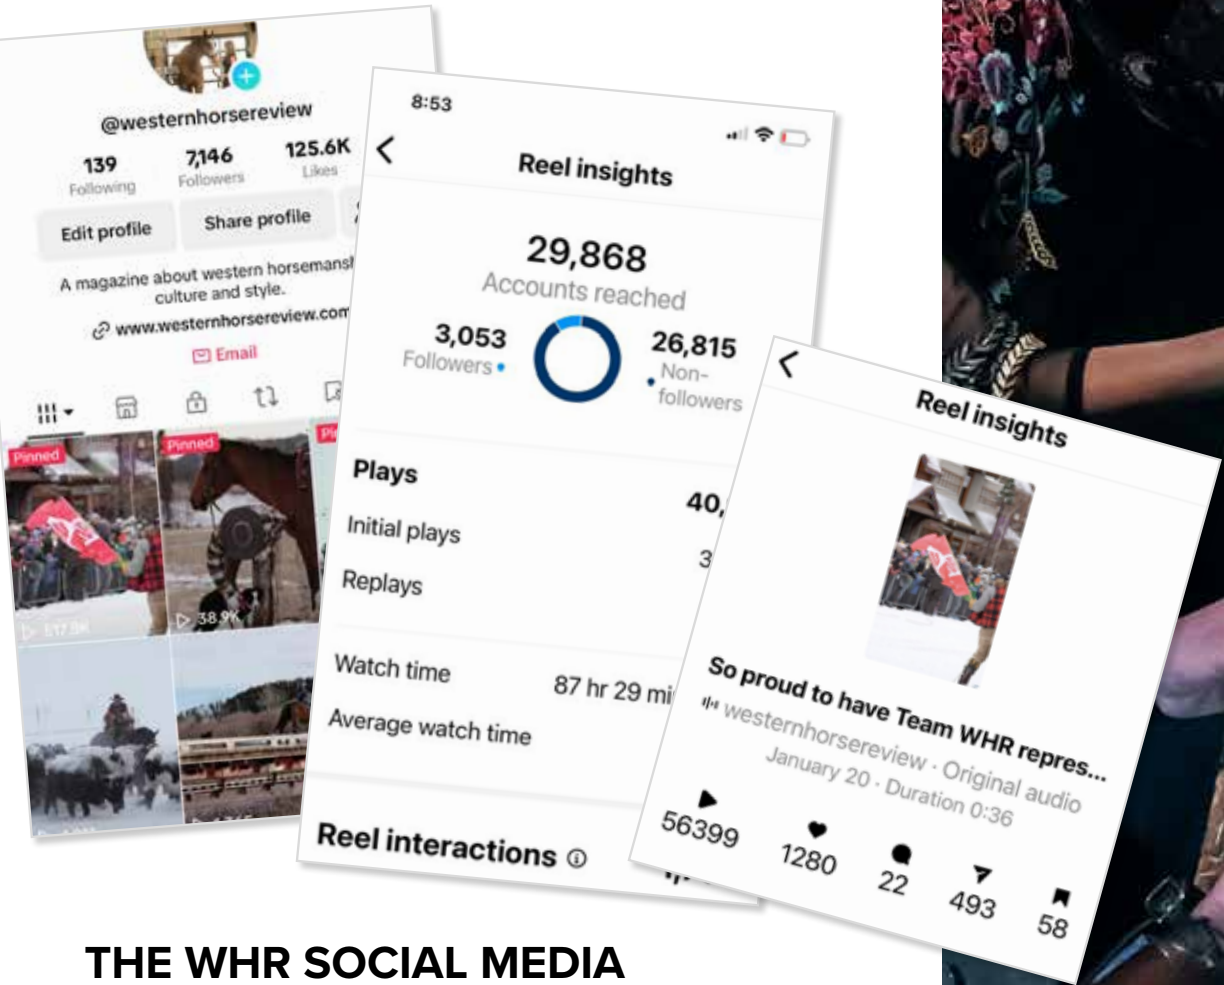 @westernhorsereview
139
7,146
125.6K
Following
Followers
Likes
Edit profile
Share profile
A magazine about western
culture and style.
www.westernhorsereview.com
Email
Pinned
Pinned
38.9K
8:53
Reel insights
29,868
Accounts reached
3,053
Followers
26,815
Non-
followers
Plays
40,
Initial plays
3
Replays
Watch time
87 hr 29
Average watch time
Reel interactions
Reel insights
So proud to have Team WHR repres...
westernhorsereview · Original audio
January 20 · Duration 0:36
56399
1280
22
493
58
THE WHR SOCIAL MEDIA